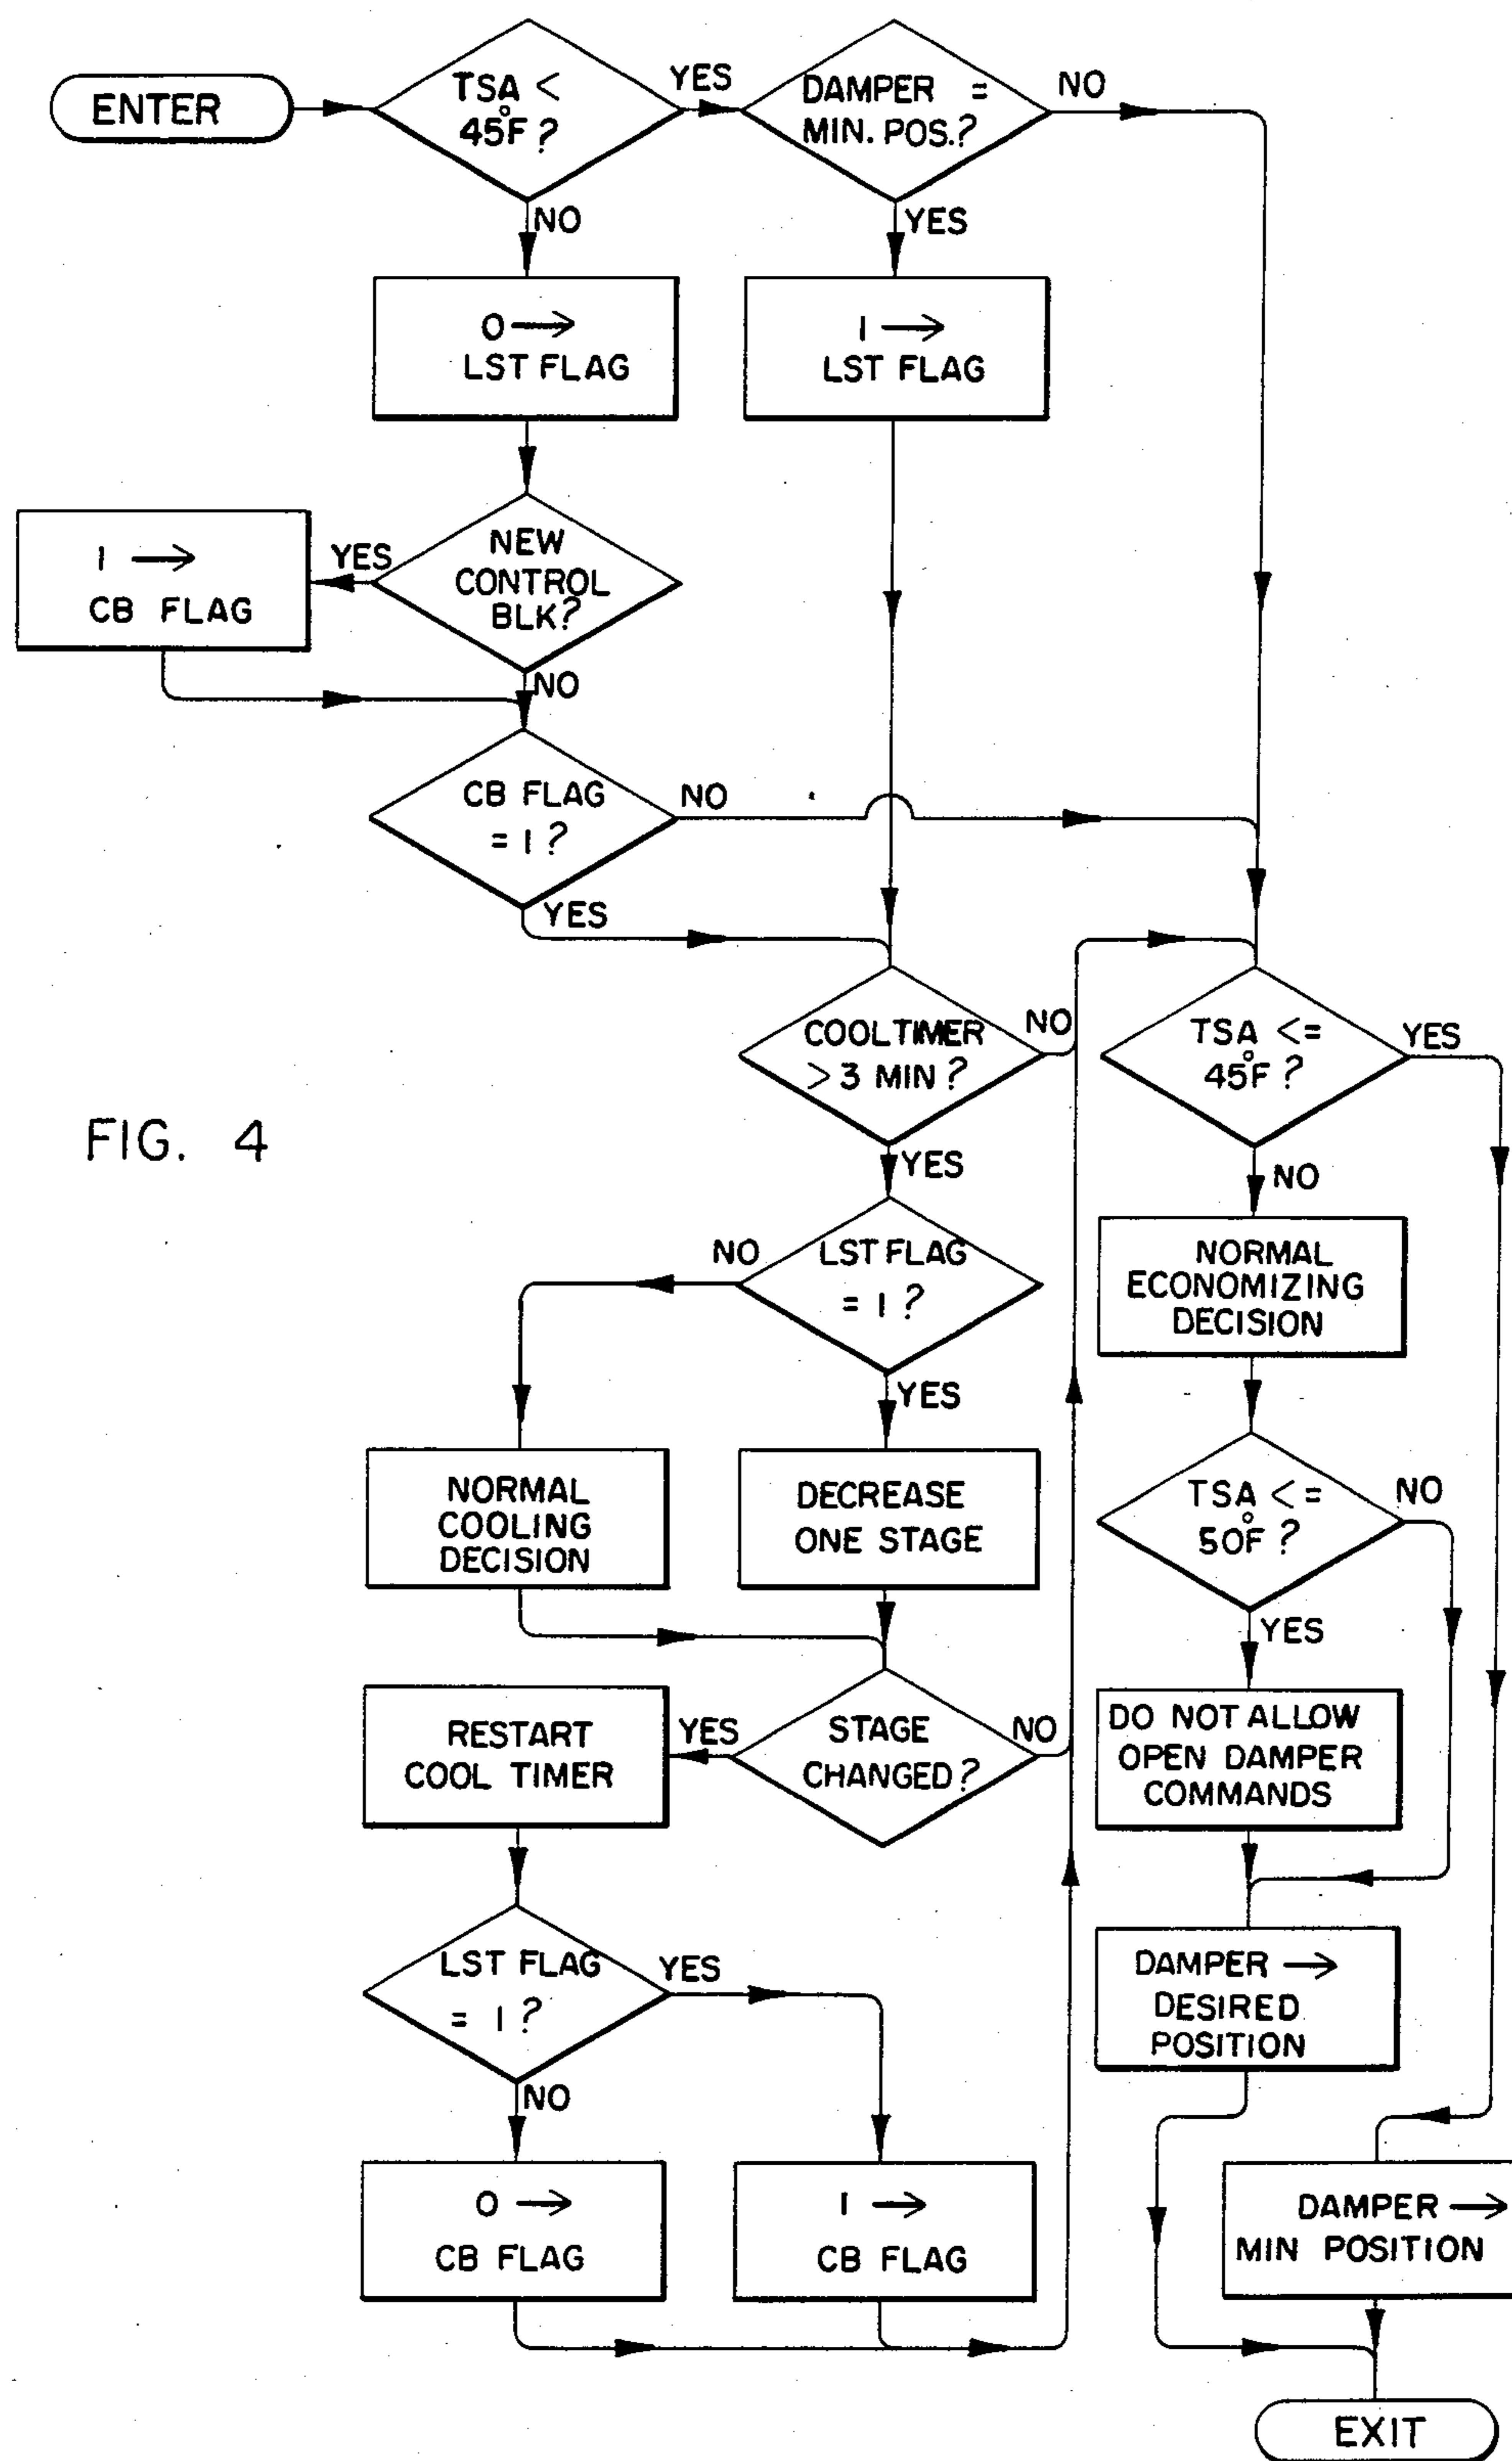 ENTER
TSA <
45°F?
YES
DAMPER =
MIN. POS.?
NO
NO
YES
0 →
LST FLAG
1 →
LST FLAG
1 →
CB FLAG
YES
NEW
CONTROL
BLK?
NO
CB FLAG
= 1?
NO
YES
COOL TIMER
> 3 MIN?
NO
TSA <=
45°F?
YES
FIG. 4
YES
NO
NO
LST FLAG
= 1?
NORMAL
ECONOMIZING
DECISION
YES
NORMAL
COOLING
DECISION
DECREASE
ONE STAGE
TSA <=
50°F?
NO
YES
RESTART
COOL TIMER
YES
STAGE
CHANGED?
NO
DO NOT ALLOW
OPEN DAMPER
COMMANDS
LST FLAG
= 1?
YES
DAMPER →
DESIRED
POSITION
NO
0 →
CB FLAG
1 →
CB FLAG
DAMPER →
MIN POSITION
EXIT